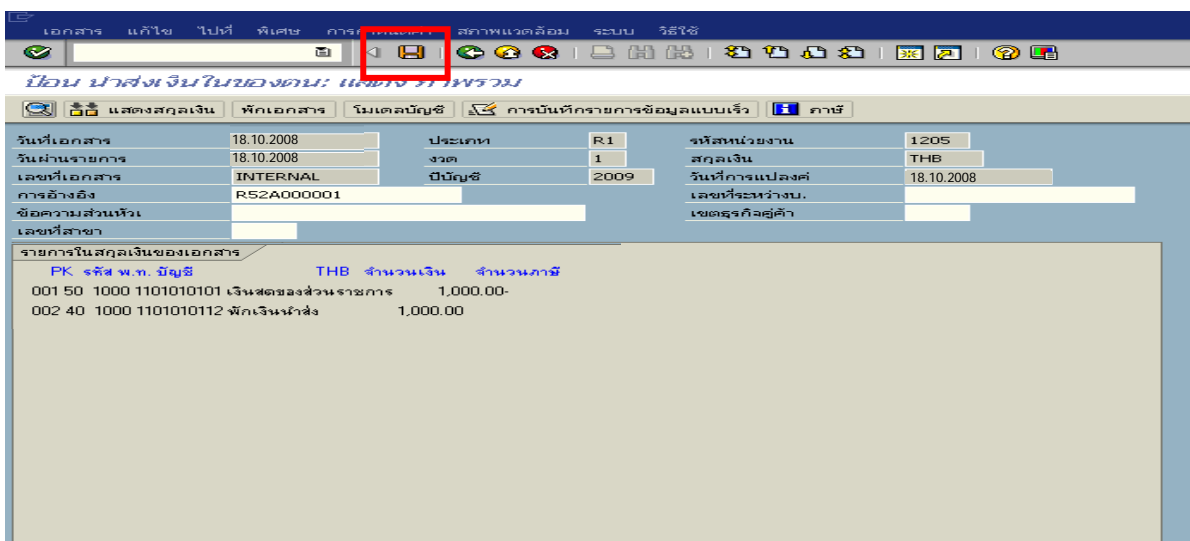 เอกสาร แก้ไข ไปที่ พิเศษ สภาพแวดล้อม ระบบ วิธีใช้
ป้อน นำส่งเงินในของตน: แสดง ภาพรวม
แสดงสกุลเงิน พักเอกสาร โมเดลบัญชี การบันทึกรายการข้อมูลแบบเร็ว ภาษี
วันที่เอกสาร 18.10.2008 ประเภท R1 รหัสหน่วยงาน 1205
วันผ่านรายการ 18.10.2008 งวด 1 สกุลเงิน THB
เลขที่เอกสาร INTERNAL ปีบัญชี 2009 วันที่การแปลงค่ 18.10.2008
การอ้างอิง R52A000001 เลขที่ระหว่างบ.
ข้อความส่วนหัวเ เขตธุรกิจคู่ค้า
เลขที่สาขา
รายการในสกุลเงินของเอกสาร
PK รหัส พ.ท. บัญชี THB จำนวนเงิน จำนวนภาษี
001 50 1000 1101010101 เงินสดของส่วนราชการ 1,000.00-
002 40 1000 1101010112 พักเงินนำส่ง 1,000.00